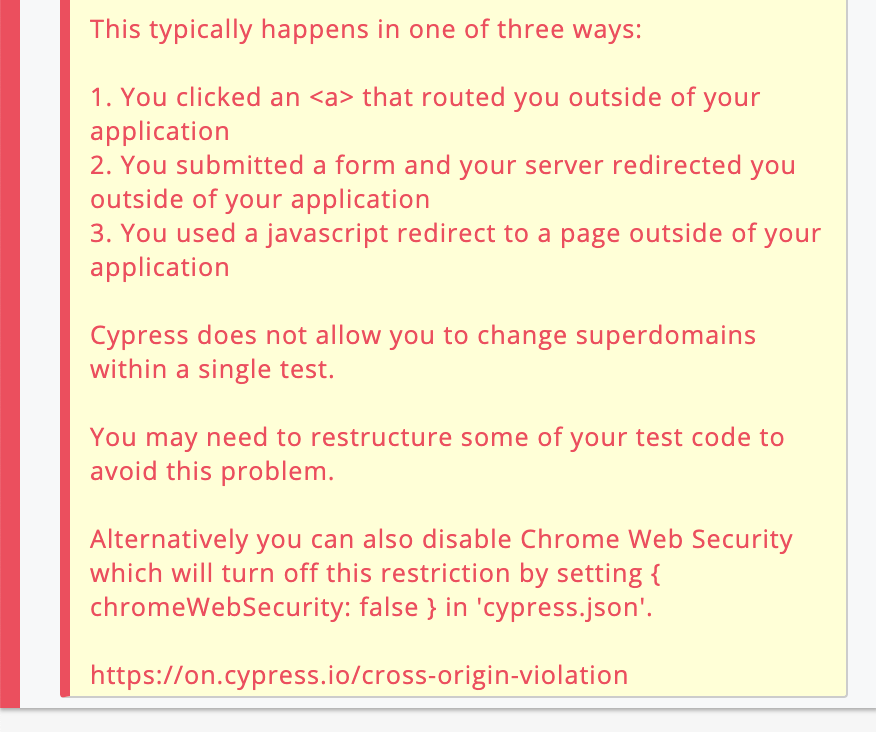 This typically happens in one of three ways:
1. You clicked an <a> that routed you outside of your
application
2. You submitted a form and your server redirected you
outside of your application
3. You used a javascript redirect to a page outside of your
application
Cypress does not allow you to change superdomains
within a single test.
You may need to restructure some of your test code to
avoid this problem.
Alternatively you can also disable Chrome Web Security
which will turn off this restriction by setting {
chromeWebSecurity: false } in 'cypress.json'.
https://on.cypress.io/cross-origin-violation